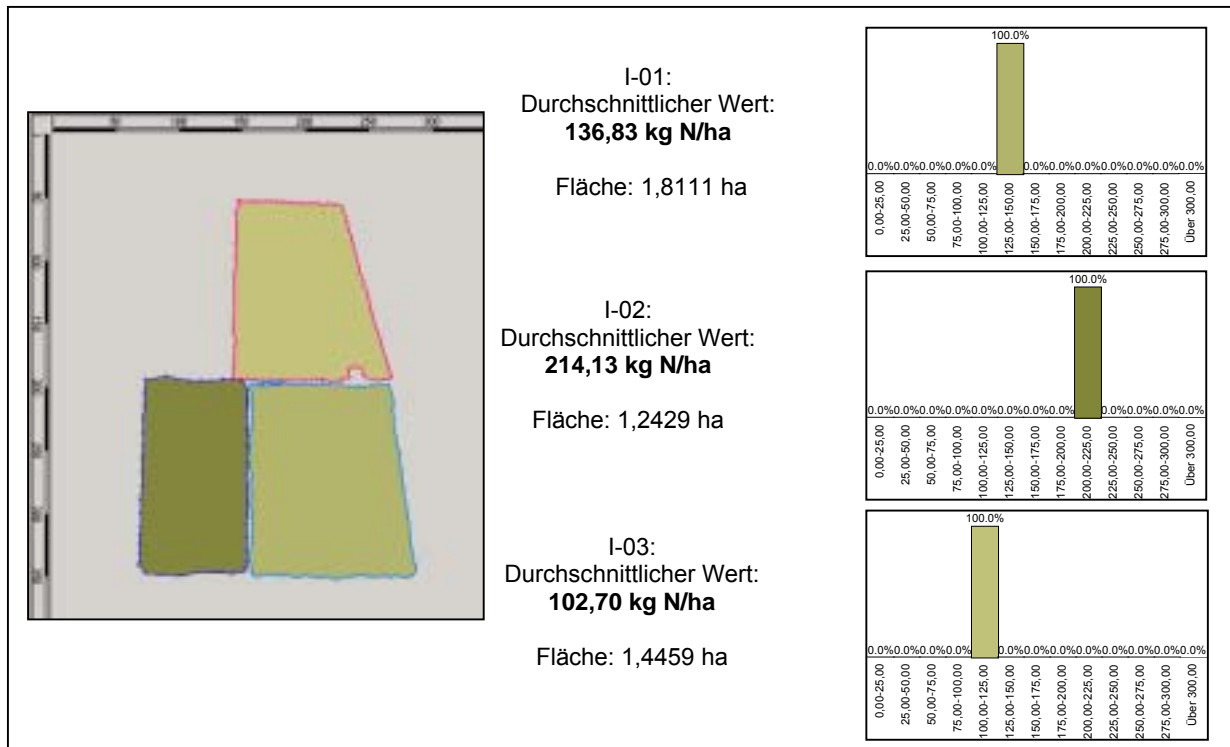 I-01:
Durchschnittlicher Wert:
136,83 kg N/ha
Fläche: 1,8111 ha
100.0%
0.0%0.0%0.0%0.0%0.0% 0.0%0.0%0.0%0.0%0.0%0.0%0.0%
0,00-25,00
25,00-50,00
50,00-75,00
75,00-100,00
100,00-125,00
125,00-150,00
150,00-175,00
175,00-200,00
200,00-225,00
225,00-250,00
250,00-275,00
275,00-300,00
Über 300,00
I-02:
Durchschnittlicher Wert:
214,13 kg N/ha
Fläche: 1,2429 ha
100.0%
0.0%0.0%0.0%0.0%0.0%0.0%0.0%0.0% 0.0%0.0%0.0%0.0%
0,00-25,00
25,00-50,00
50,00-75,00
75,00-100,00
100,00-125,00
125,00-150,00
150,00-175,00
175,00-200,00
200,00-225,00
225,00-250,00
250,00-275,00
275,00-300,00
Über 300,00
I-03:
Durchschnittlicher Wert:
102,70 kg N/ha
Fläche: 1,4459 ha
100.0%
0.0%0.0%0.0%0.0% 0.0%0.0%0.0%0.0%0.0%0.0%0.0%0.0%
0,00-25,00
25,00-50,00
50,00-75,00
75,00-100,00
100,00-125,00
125,00-150,00
150,00-175,00
175,00-200,00
200,00-225,00
225,00-250,00
250,00-275,00
275,00-300,00
Über 300,00